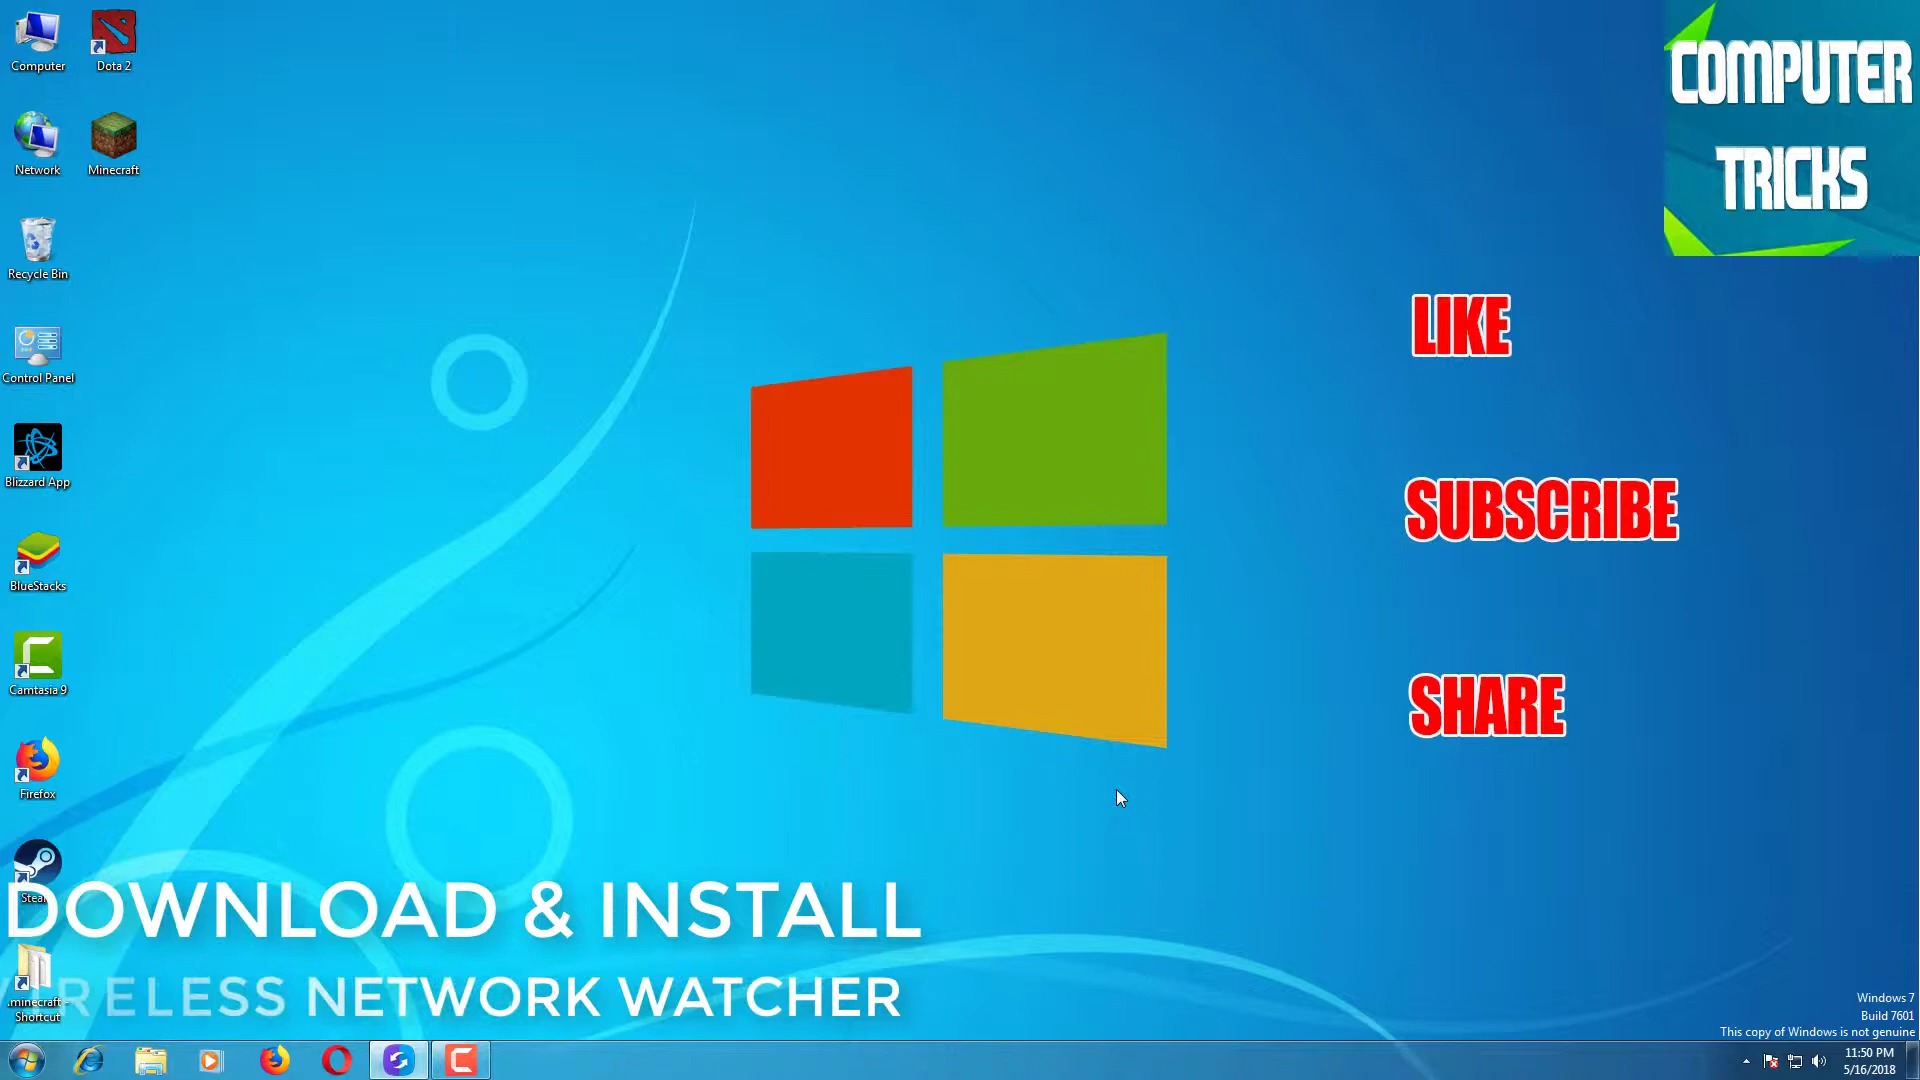 Computer
Dota 2
Network
Minecraft
Recycle Bin
Control Panel
Blizzard App
BlueStacks
Camtasia 9
Firefox
.minecraft -
Shortcut
COMPUTER
TRICKS
LIKE
SUBSCRIBE
SHARE
DOWNLOAD & INSTALL
WIRELESS NETWORK WATCHER
Windows 7
Build 7601
This copy of Windows is not genuine
11:50 PM
5/16/2018